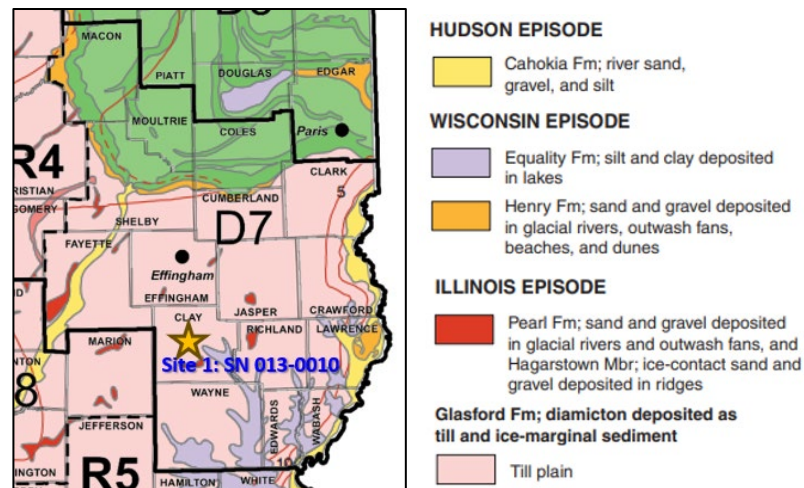 MACON
PIATT
DOUGLAS
EDGAR
MOULTRIE
COLES
Paris
R4
CLARK
5
RISTIAN
CUMBERLAND
GOMERY
SHELBY
D7
FAYETTE
Effingham
EFFINGHAM
JASPER
CRAWFORD
CLAY
RICHLAND
LAWRENCE
MARION
Site 1: SN 013-0010
NTON
8
WAYNE
EDWARDS
WABASH
JEFFERSON
10
INGTON
R5
HAMILTON
WHITE
HUDSON EPISODE
Cahokia Fm; river sand,
gravel, and silt
WISCONSIN EPISODE
Equality Fm; silt and clay deposited
in lakes
Henry Fm; sand and gravel deposited
in glacial rivers, outwash fans,
beaches, and dunes
ILLINOIS EPISODE
Pearl Fm; sand and gravel deposited
in glacial rivers and outwash fans, and
Hagarstown Mbr; ice-contact sand and
gravel deposited in ridges
Glasford Fm; diamicton deposited as
till and ice-marginal sediment
Till plain